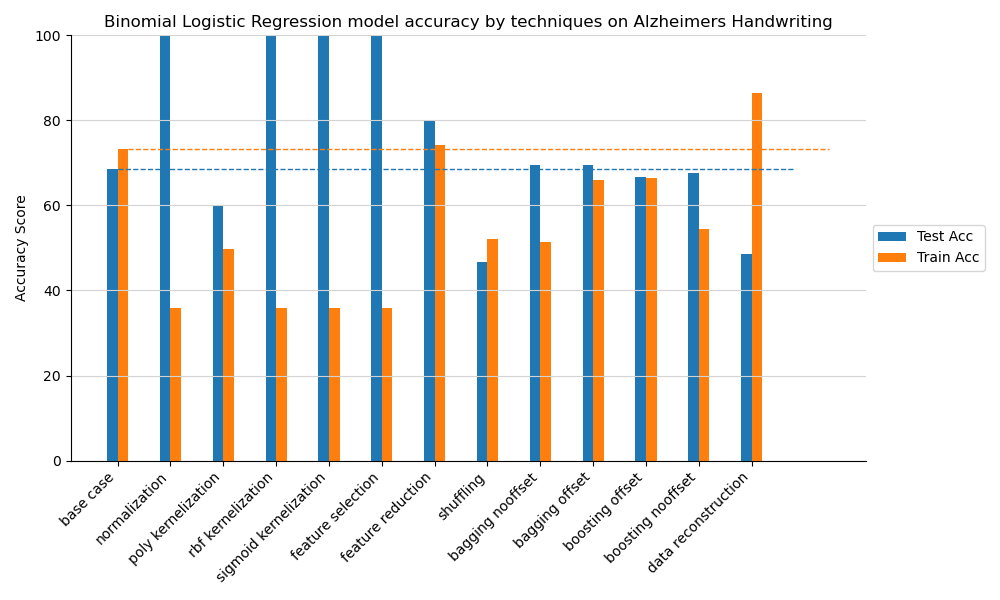 Binomial Logistic Regression model accuracy by techniques on Alzheimers Handwriting
100
80
60
40
20
0
Accuracy Score
Test Acc
Train Acc
base case
normalization
poly kernelization
rbf kernelization
sigmoid kernelization
feature selection
feature reduction
shuffling
bagging nooffset
bagging offset
boosting offset
boosting nooffset
data reconstruction